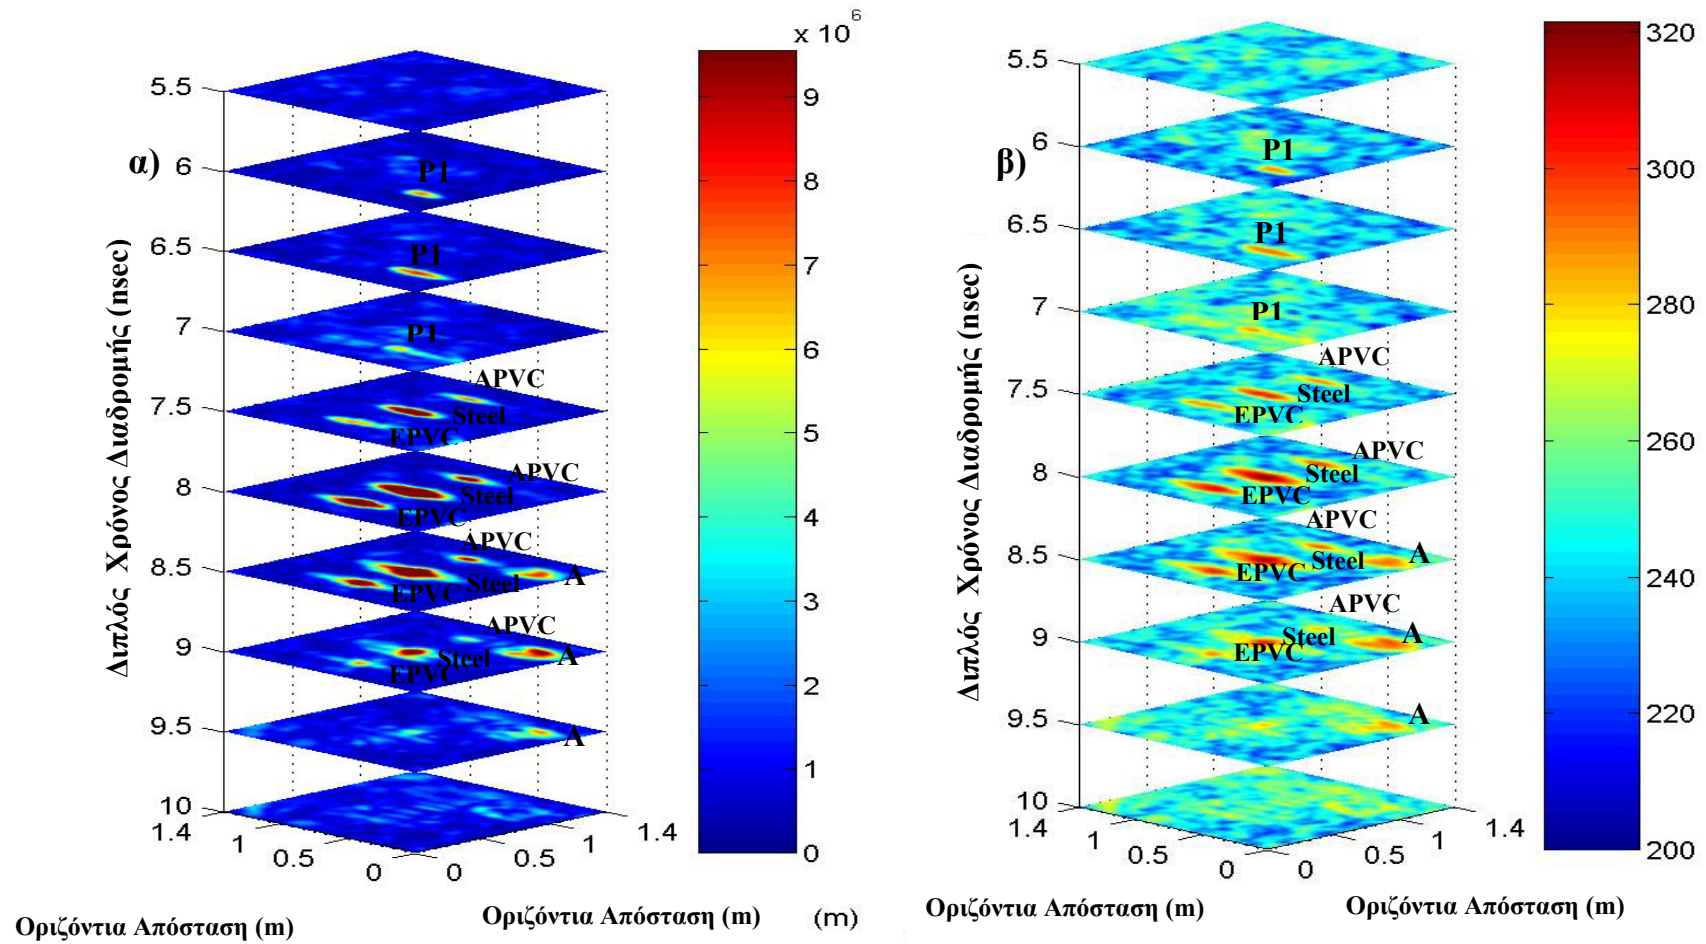 x 10⁶
5.5
6
6.5
7
7.5
8
8.5
9
9.5
10
1.4
1
0.5
0
0
0.5
1
1.4
α)
P1
P1
P1
APVC
Steel
EPVC
APVC
Steel
EPVC
APVC
Steel
EPVC
A
APVC
Steel
EPVC
A
A
Διπλός Χρόνος Διαδρομής (nsec)
Οριζόντια Απόσταση (m)
Οριζόντια Απόσταση (m)
(m)
9
8
7
6
5
4
3
2
1
0
5.5
6
6.5
7
7.5
8
8.5
9
9.5
10
1.4
1
0.5
0
0
0.5
1
1.4
β)
P1
P1
P1
APVC
Steel
EPVC
APVC
Steel
EPVC
APVC
Steel
EPVC
A
APVC
Steel
EPVC
A
A
Διπλός Χρόνος Διαδρομής (nsec)
Οριζόντια Απόσταση (m)
Οριζόντια Απόσταση (m)
320
300
280
260
240
220
200